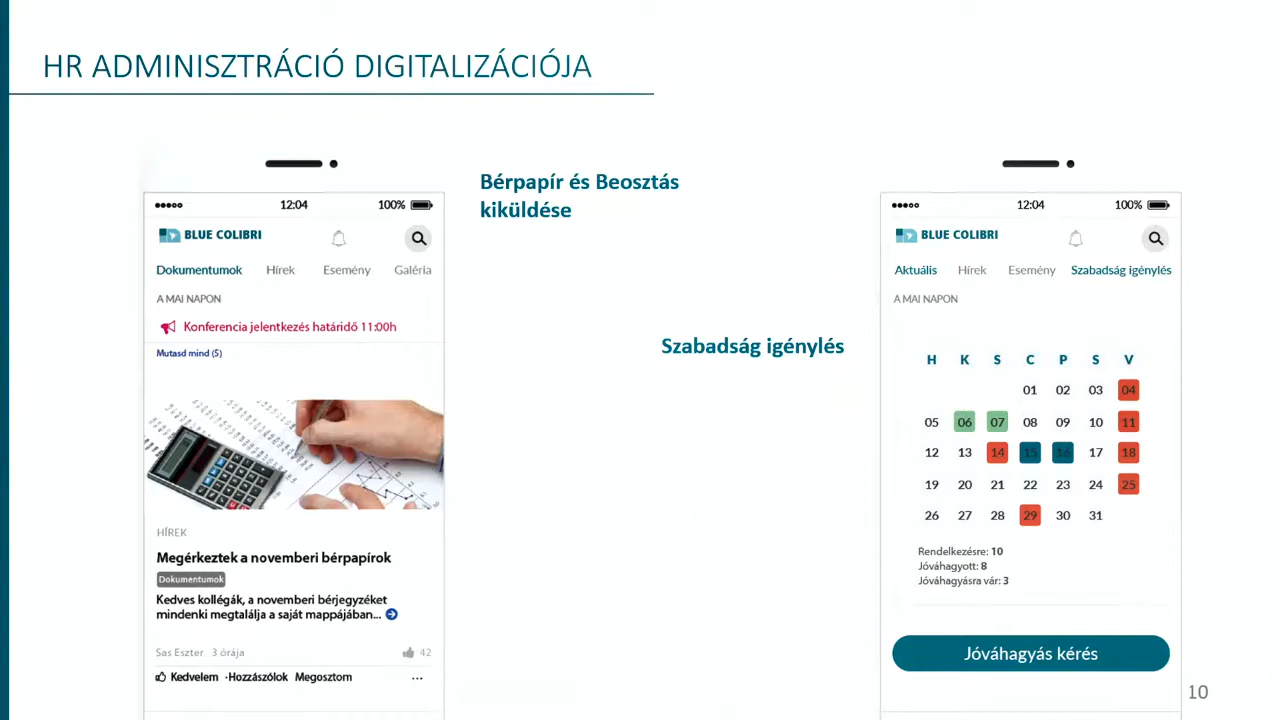 HR ADMINISZTRÁCIÓ DIGITALIZÁCIÓJA
Bérpapír és Beosztás
kiküldése
12:04 100%
BLUE COLIBRI
Dokumentumok Hírek Esemény Galéria
A MAI NAPON
Konferencia jelentkezés határidő 11:00h
Mutasd mind (5)
HÍREK
Megérkeztek a novemberi bérpapírok
Dokumentumok
Kedves kollégák, a novemberi bérjegyzéket
mindenki megtalálja a saját mappájában...
Sas Eszter 3 órája 42
Kedvelem ·Hozzászólok Megosztom ...
Szabadság igénylés
12:04 100%
BLUE COLIBRI
Aktuális Hírek Esemény Szabadság igénylés
A MAI NAPON
H K S C P S V
01 02 03 04
05 06 07 08 09 10 11
12 13 14 15 16 17 18
19 20 21 22 23 24 25
26 27 28 29 30 31
Rendelkezésre: 10
Jóváhagyott: 8
Jóváhagyásra vár: 3
Jóváhagyás kérés
10